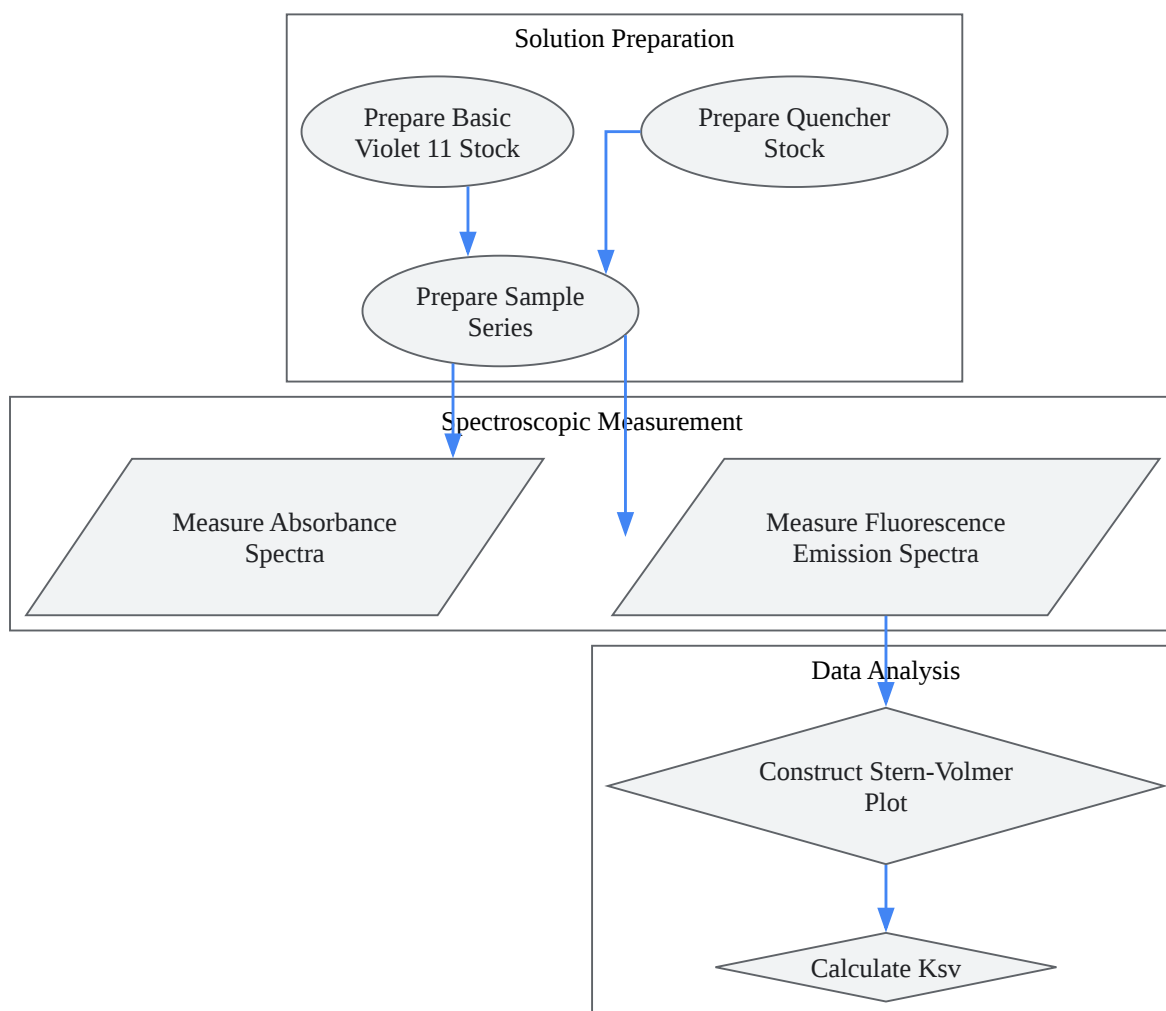 Solution Preparation
Prepare Basic
Violet 11 Stock
Prepare Quencher
Stock
Prepare Sample
Series
Spectroscopic Measurement
Measure Absorbance
Spectra
Measure Fluorescence
Emission Spectra
Data Analysis
Construct Stern-Volmer
Plot
Calculate Ksv